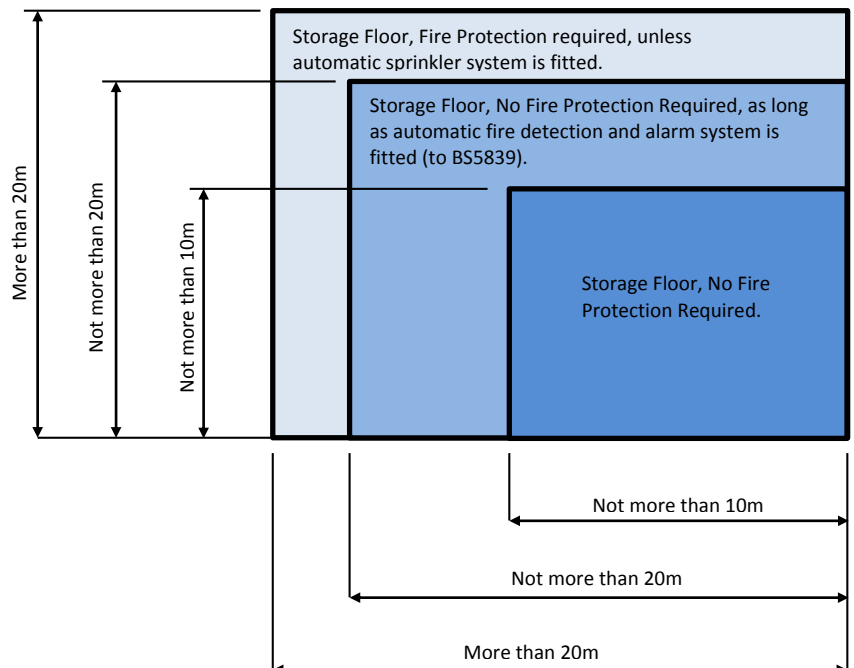 Storage Floor, Fire Protection required, unless
automatic sprinkler system is fitted.
Storage Floor, No Fire Protection Required, as long
as automatic fire detection and alarm system is
fitted (to BS5839).
Storage Floor, No Fire
Protection Required.
More than 20m
Not more than 20m
Not more than 10m
Not more than 10m
Not more than 20m
More than 20m